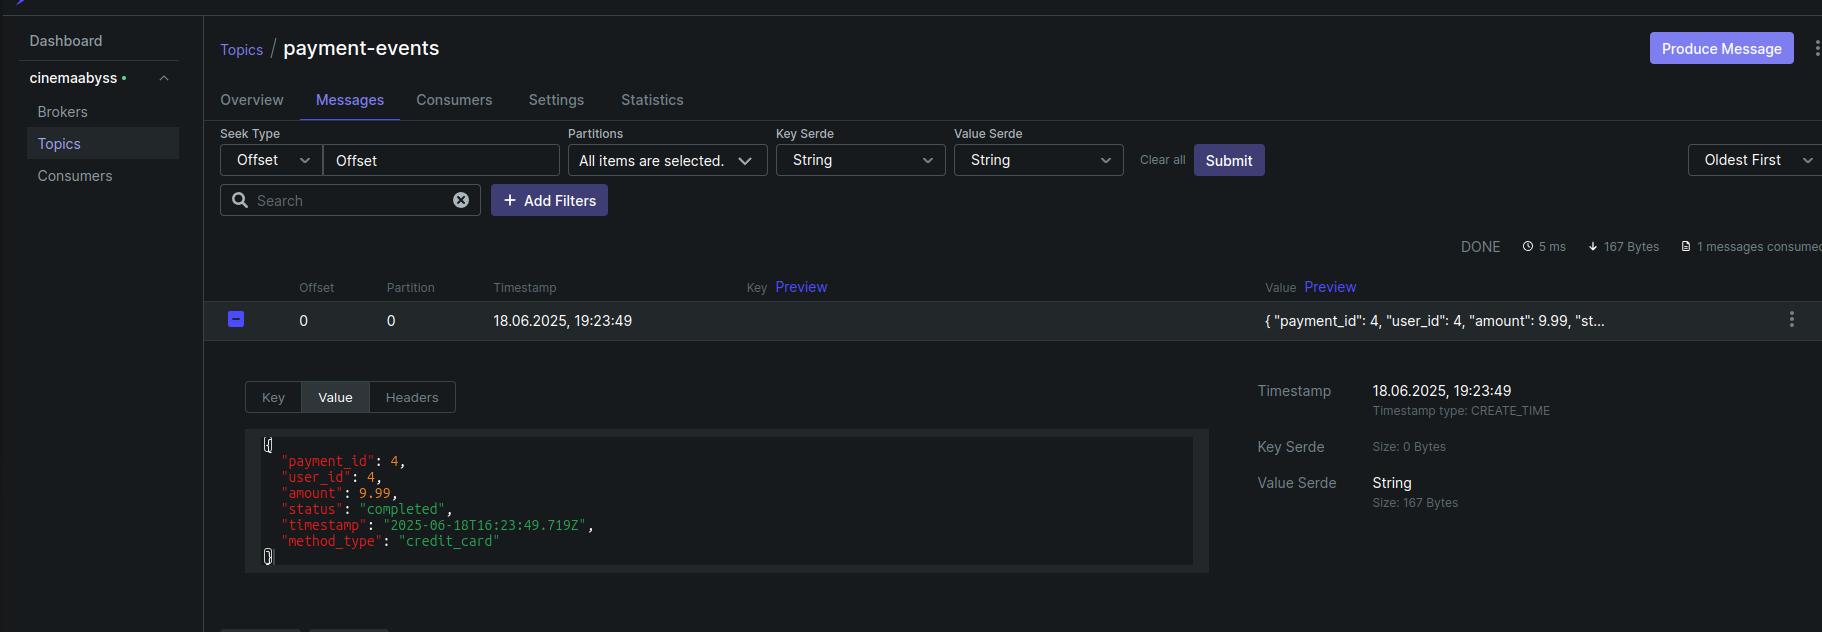 Dashboard
cinemaabyss
Brokers
Topics
Consumers
Topics / payment-events
Produce Message
Overview Messages Consumers Settings Statistics
Seek Type Partitions Key Serde Value Serde
Offset Offset All items are selected. String String Clear all Submit Oldest First
Search + Add Filters
DONE 5 ms 167 Bytes 1 messages consumed
Offset Partition Timestamp Key Preview Value Preview
0 0 18.06.2025, 19:23:49 { "payment_id": 4, "user_id": 4, "amount": 9.99, "st...
Key Value Headers
{
"payment_id": 4,
"user_id": 4,
"amount": 9.99,
"status": "completed",
"timestamp": "2025-06-18T16:23:49.719Z",
"method_type": "credit_card"
}
Timestamp 18.06.2025, 19:23:49
Timestamp type: CREATE_TIME
Key Serde Size: 0 Bytes
Value Serde String
Size: 167 Bytes